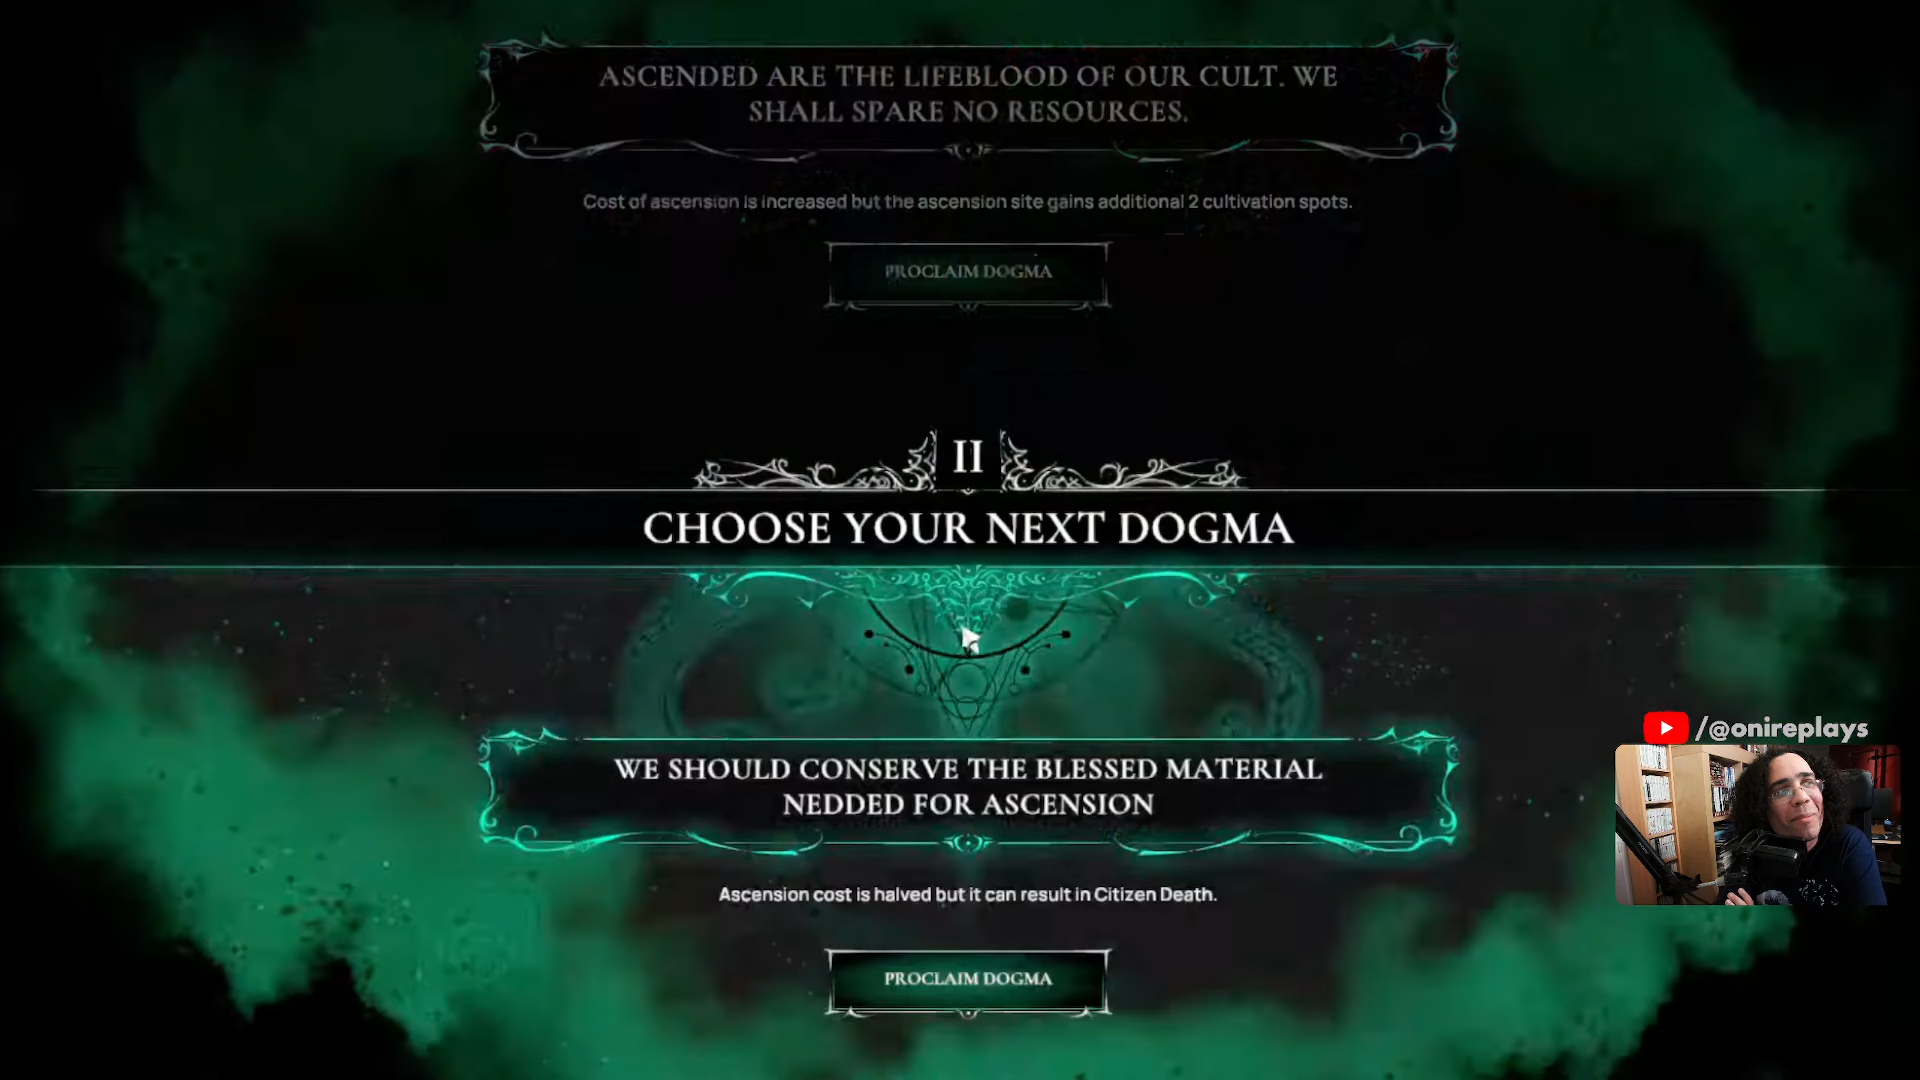 ASCENDED ARE THE LIFEBLOOD OF OUR CULT. WE
SHALL SPARE NO RESOURCES.
Cost of ascension is increased but the ascension site gains additional 2 cultivation spots.
PROCLAIM DOGMA
II
CHOOSE YOUR NEXT DOGMA
WE SHOULD CONSERVE THE BLESSED MATERIAL
NEDDED FOR ASCENSION
Ascension cost is halved but it can result in Citizen Death.
PROCLAIM DOGMA
/@onireplays